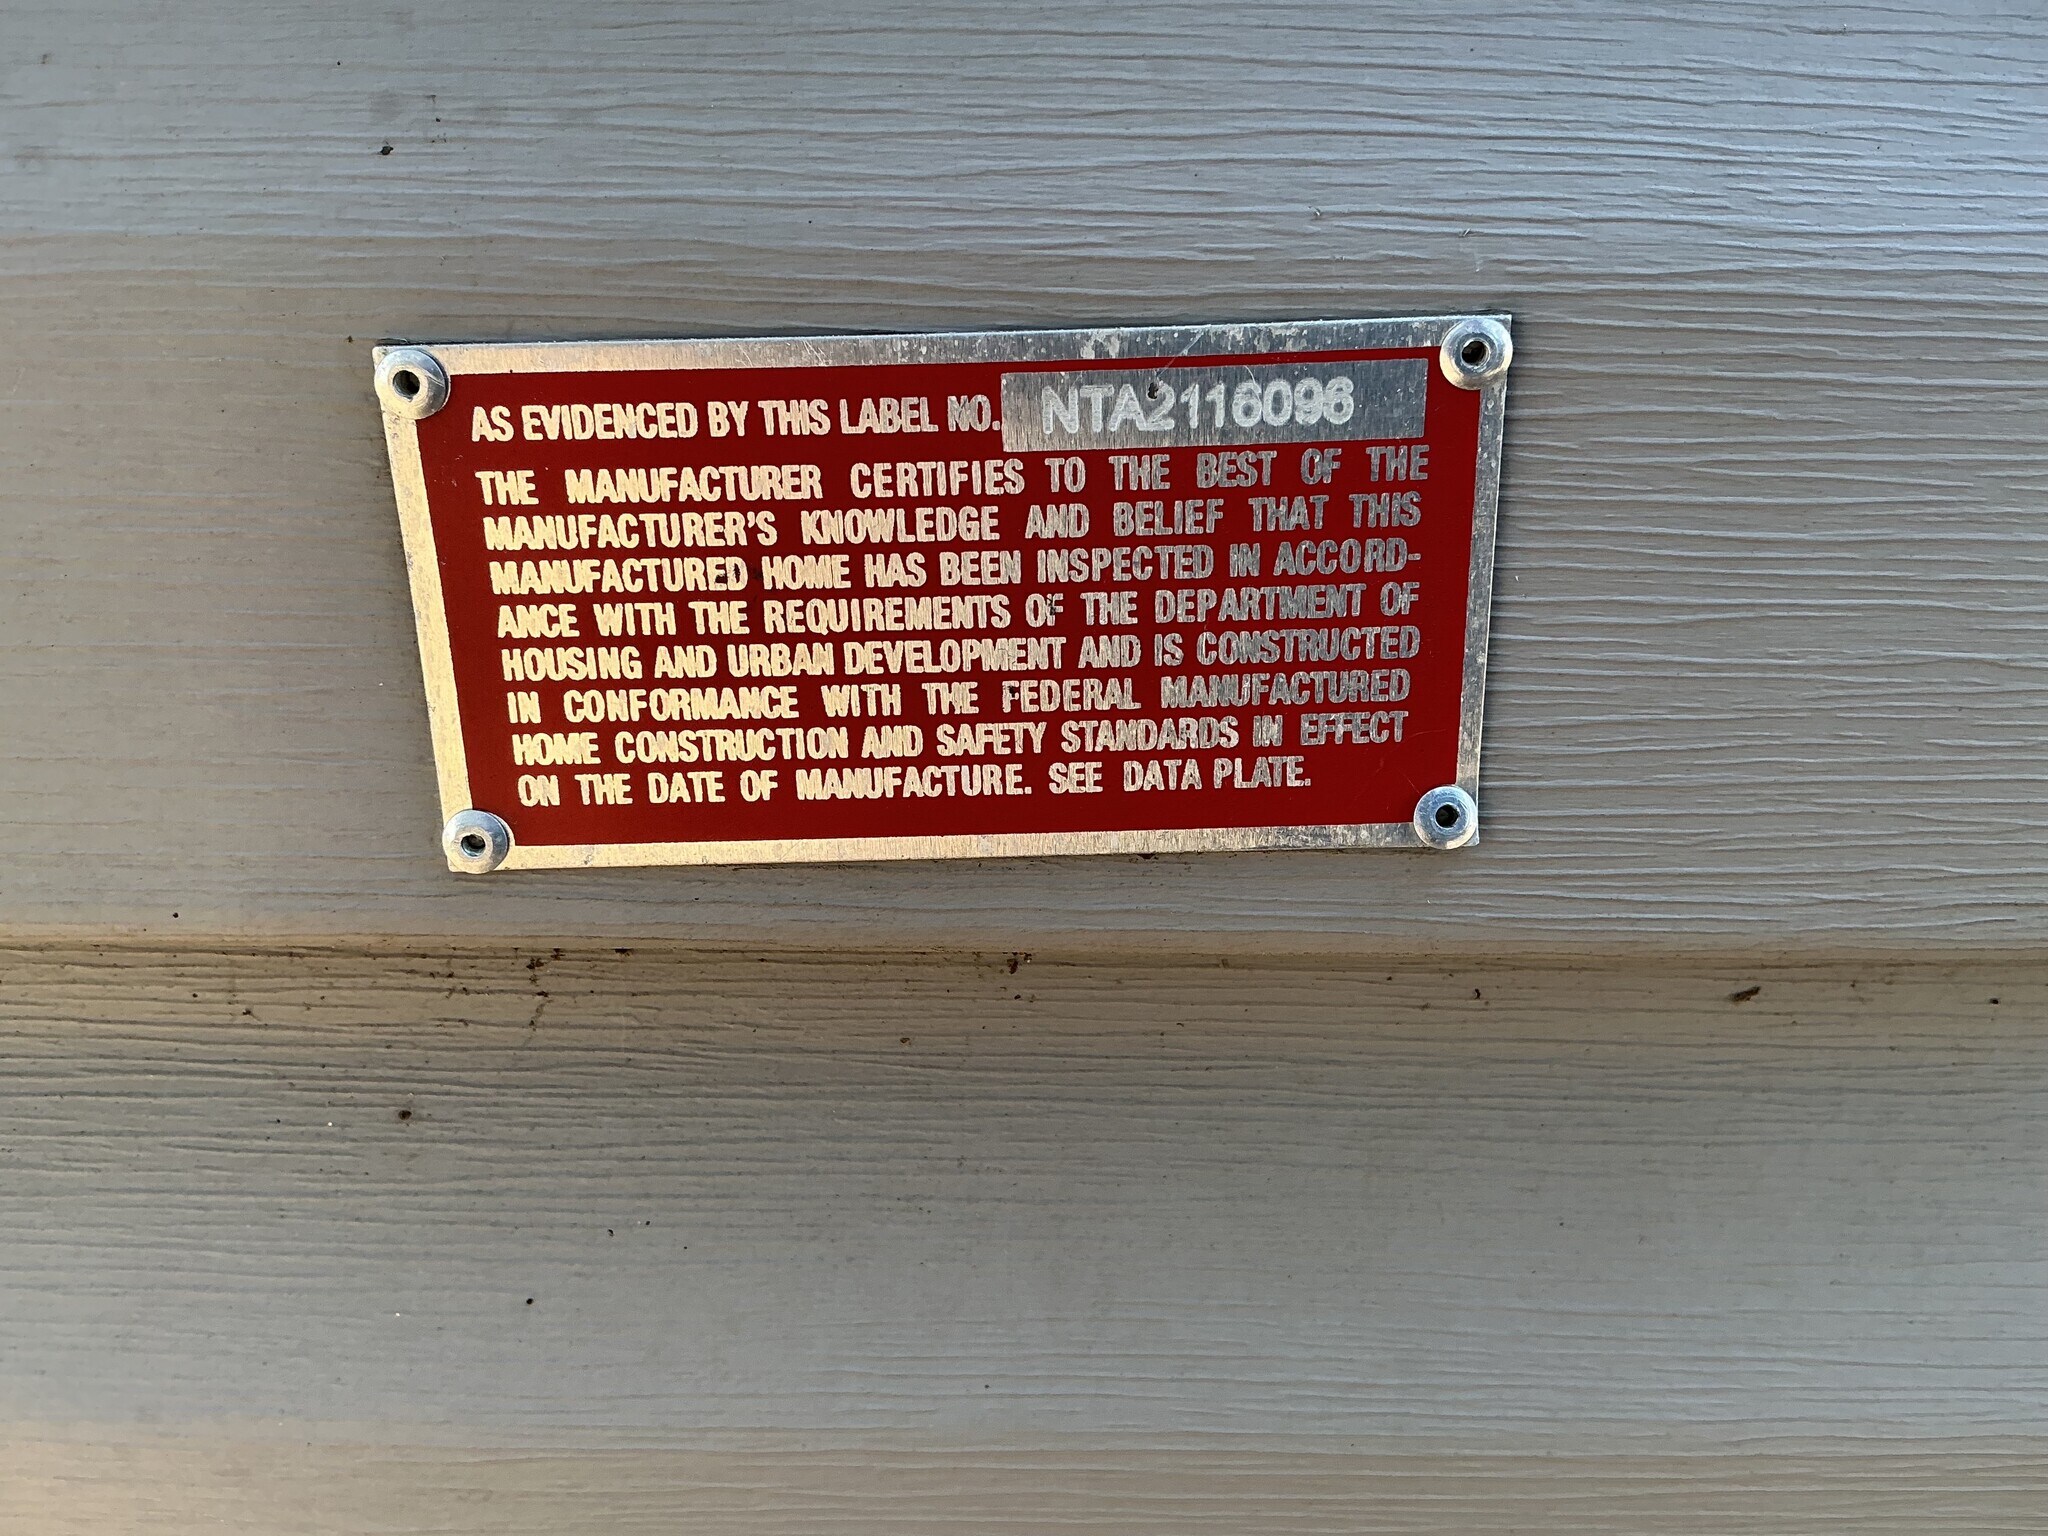 AS EVIDENCED BY THIS LABEL NO. NTA2116096
THE MANUFACTURER CERTIFIES TO THE BEST OF THE
MANUFACTURER'S KNOWLEDGE AND BELIEF THAT THIS
MANUFACTURED HOME HAS BEEN INSPECTED IN ACCORD-
ANCE WITH THE REQUIREMENTS OF THE DEPARTMENT OF
HOUSING AND URBAN DEVELOPMENT AND IS CONSTRUCTED
IN CONFORMANCE WITH THE FEDERAL MANUFACTURED
HOME CONSTRUCTION AND SAFETY STANDARDS IN EFFECT
ON THE DATE OF MANUFACTURE. SEE DATA PLATE.